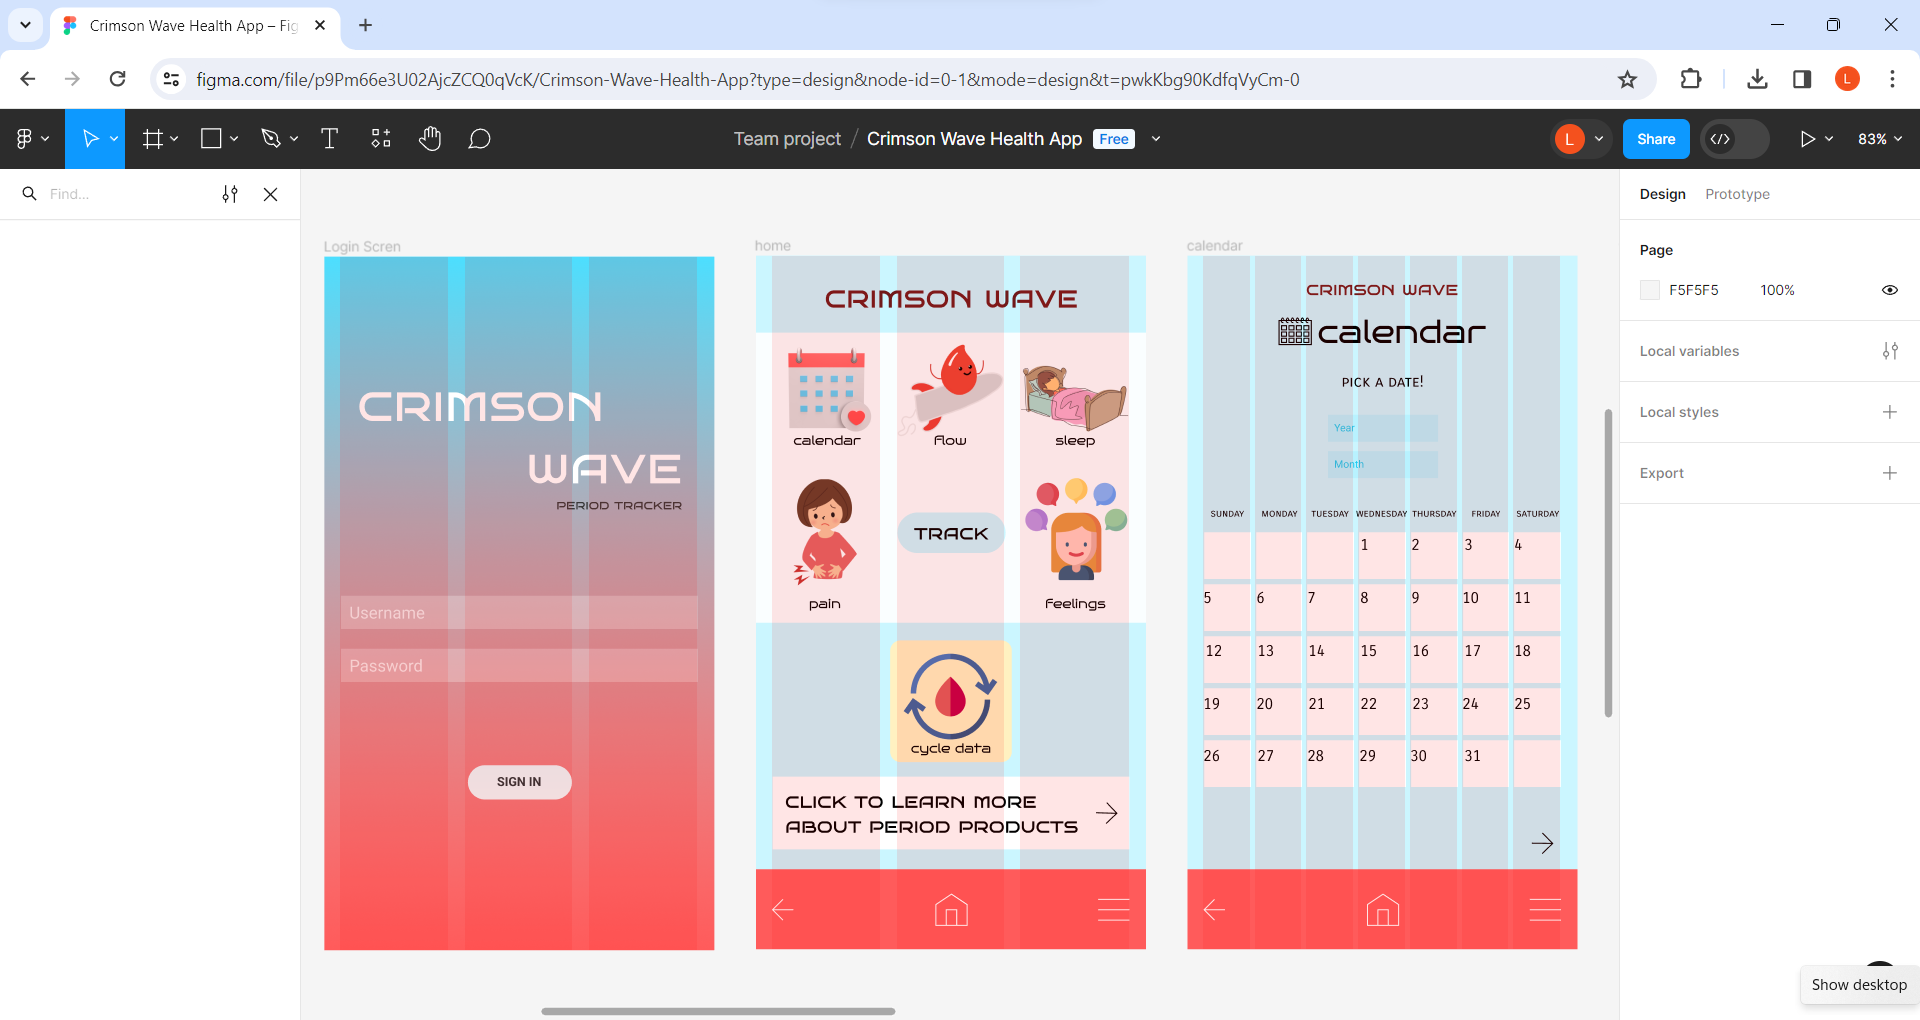 Crimson Wave Health App – Fig
figma.com/file/p9Pm66e3U02AjcZCQ0qVcK/Crimson-Wave-Health-App?type=design&node-id=0-1&mode=design&t=pwkKbg90KdfqVyCm-0
L
Team project / Crimson Wave Health App Free
L
Share
83%
Find...
Design Prototype
Page
F5F5F5 100%
Local variables
Local styles
Export
Login Scren
CRIMSON
WAVE
PERIOD TRACKER
Username
Password
SIGN IN
home
CRIMSON WAVE
calendar flow sleep
TRACK
pain feelings
cycle data
CLICK TO LEARN MORE
ABOUT PERIOD PRODUCTS
calendar
CRIMSON WAVE
calendar
PICK A DATE!
Year
Month
SUNDAY MONDAY TUESDAY WEDNESDAY THURSDAY FRIDAY SATURDAY
1 2 3 4
5 6 7 8 9 10 11
12 13 14 15 16 17 18
19 20 21 22 23 24 25
26 27 28 29 30 31
Show desktop